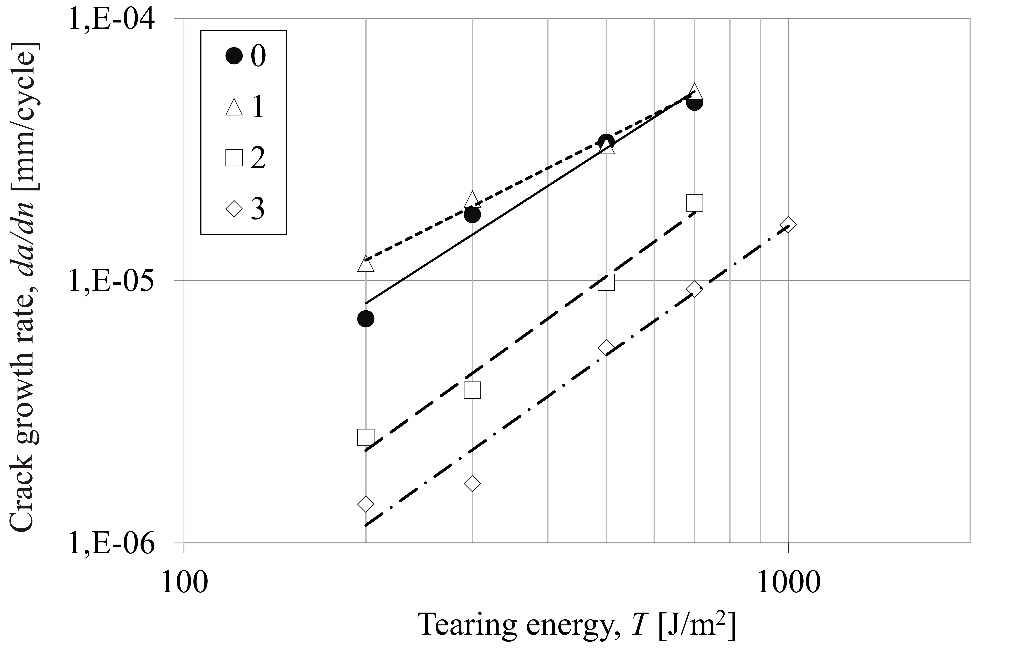 1,E-04
0
1
2
3
Crack growth rate, da/dn [mm/cycle]
1,E-05
1,E-06
100
1000
Tearing energy, T [J/m²]